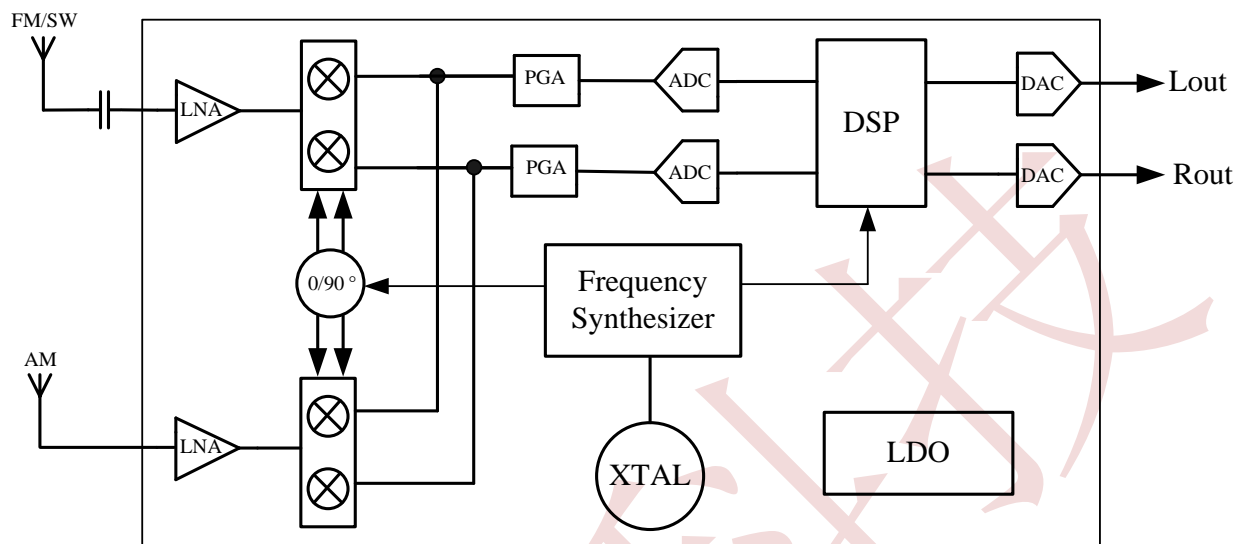 FM/SW
LNA
PGA
ADC
DSP
DAC
Lout
PGA
ADC
DAC
Rout
0/90 °
Frequency
Synthesizer
AM
LNA
XTAL
LDO